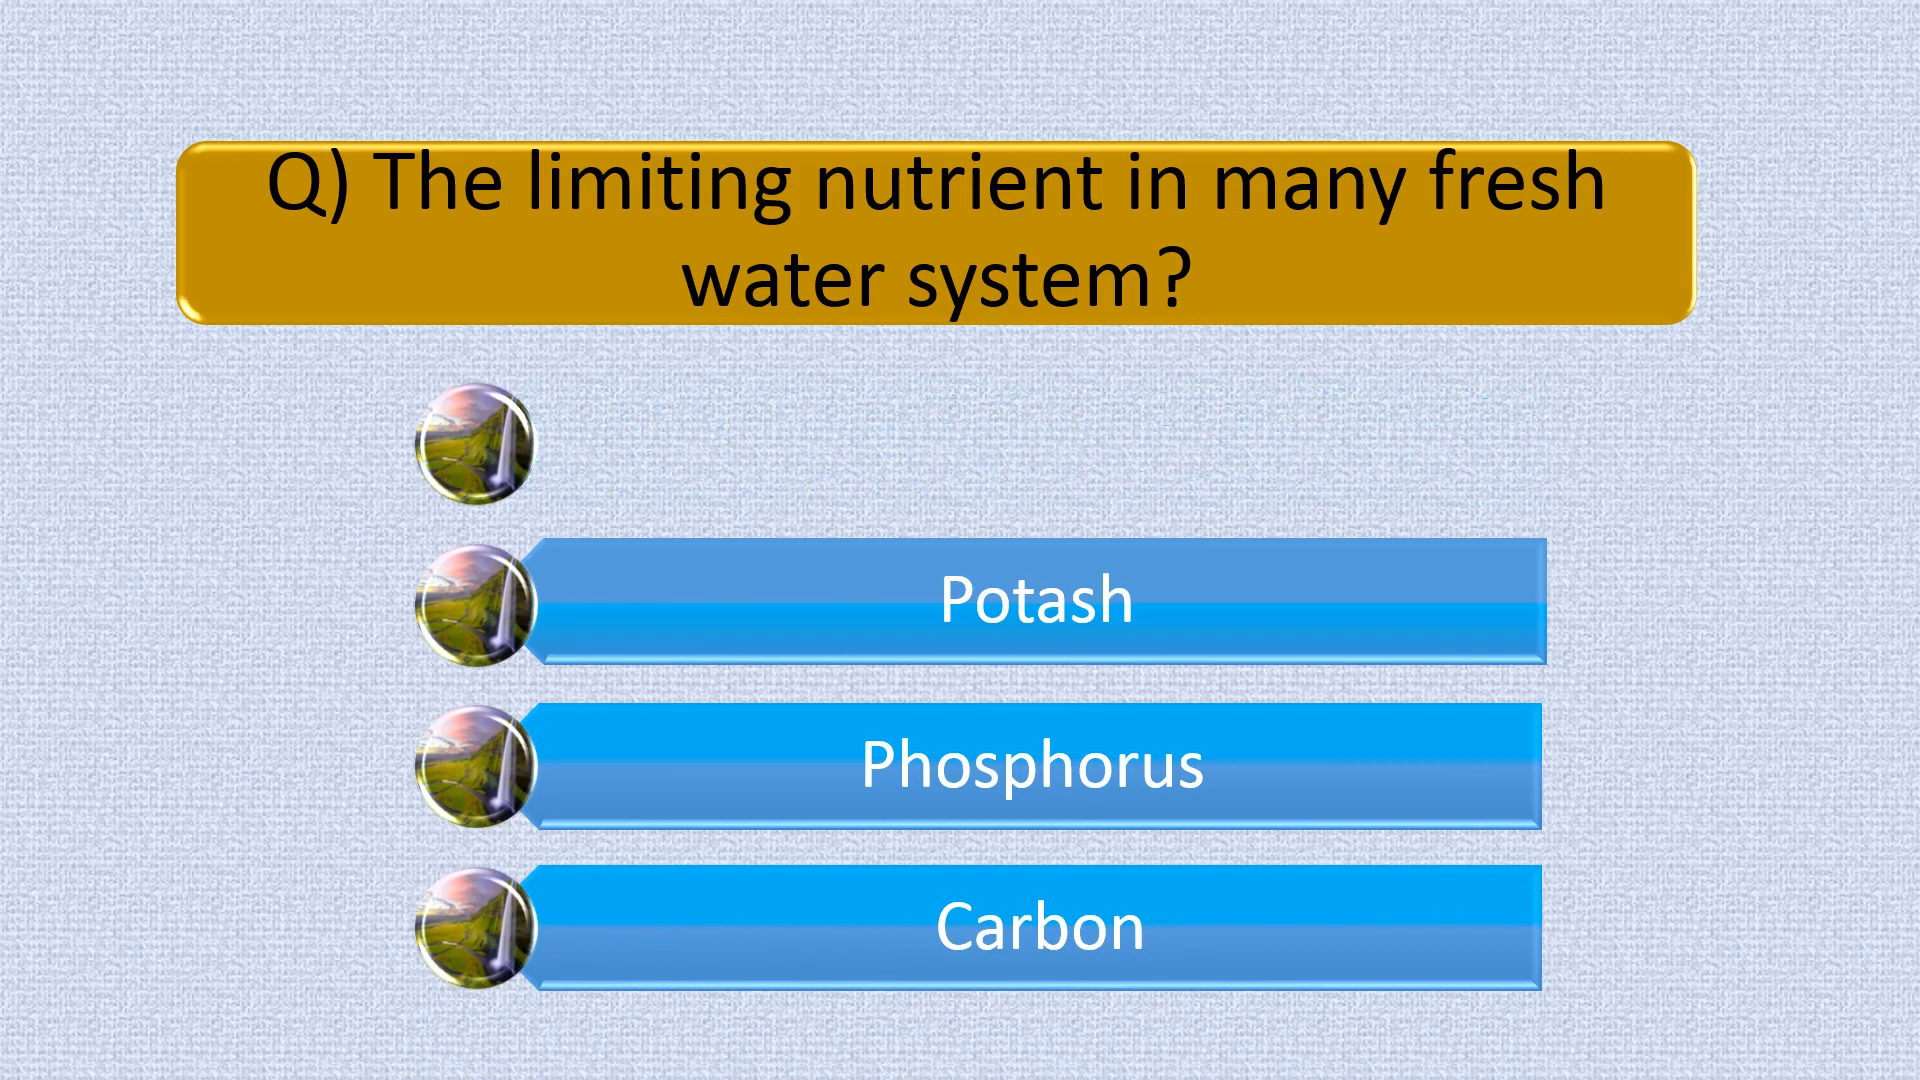 Q) The limiting nutrient in many fresh
water system?
Potash
Phosphorus
Carbon